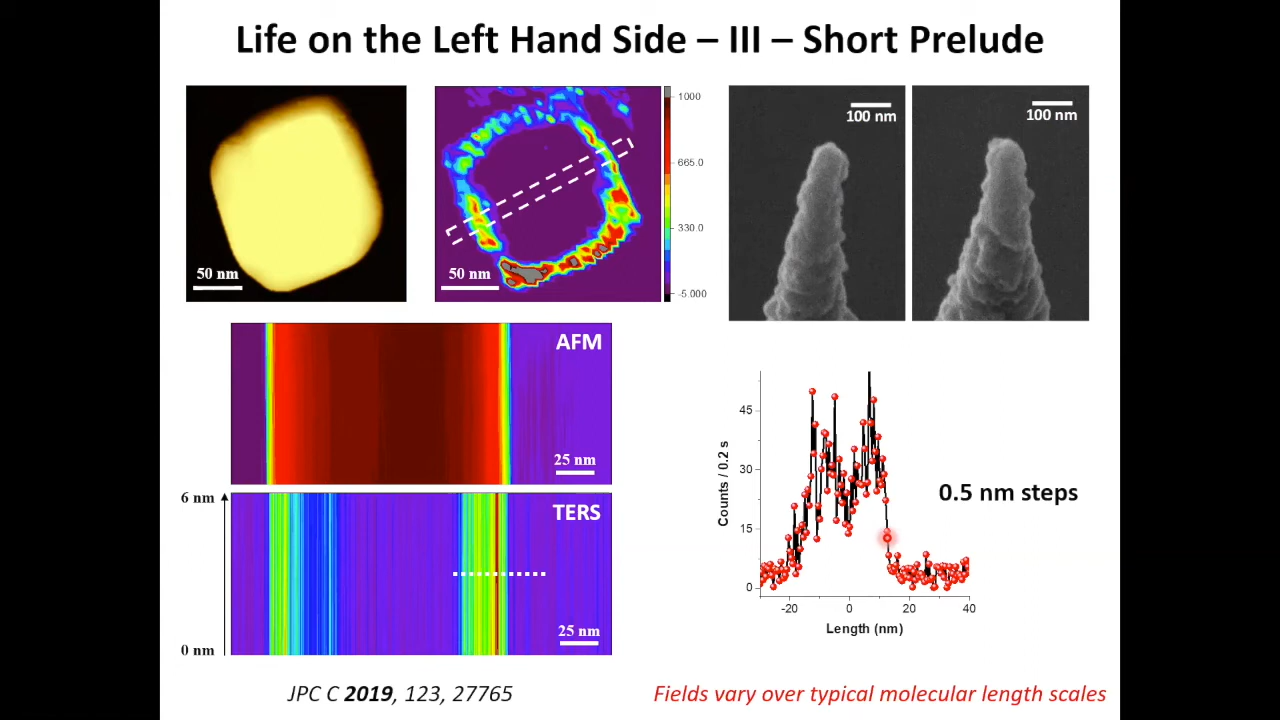 Life on the Left Hand Side – III – Short Prelude
50 nm
50 nm
1000
665.0
330.0
-5.000
100 nm
100 nm
AFM
25 nm
6 nm
TERS
25 nm
0 nm
Counts / 0.2 s
45
30
15
0
-20
0
20
40
Length (nm)
0.5 nm steps
JPC C 2019, 123, 27765
Fields vary over typical molecular length scales